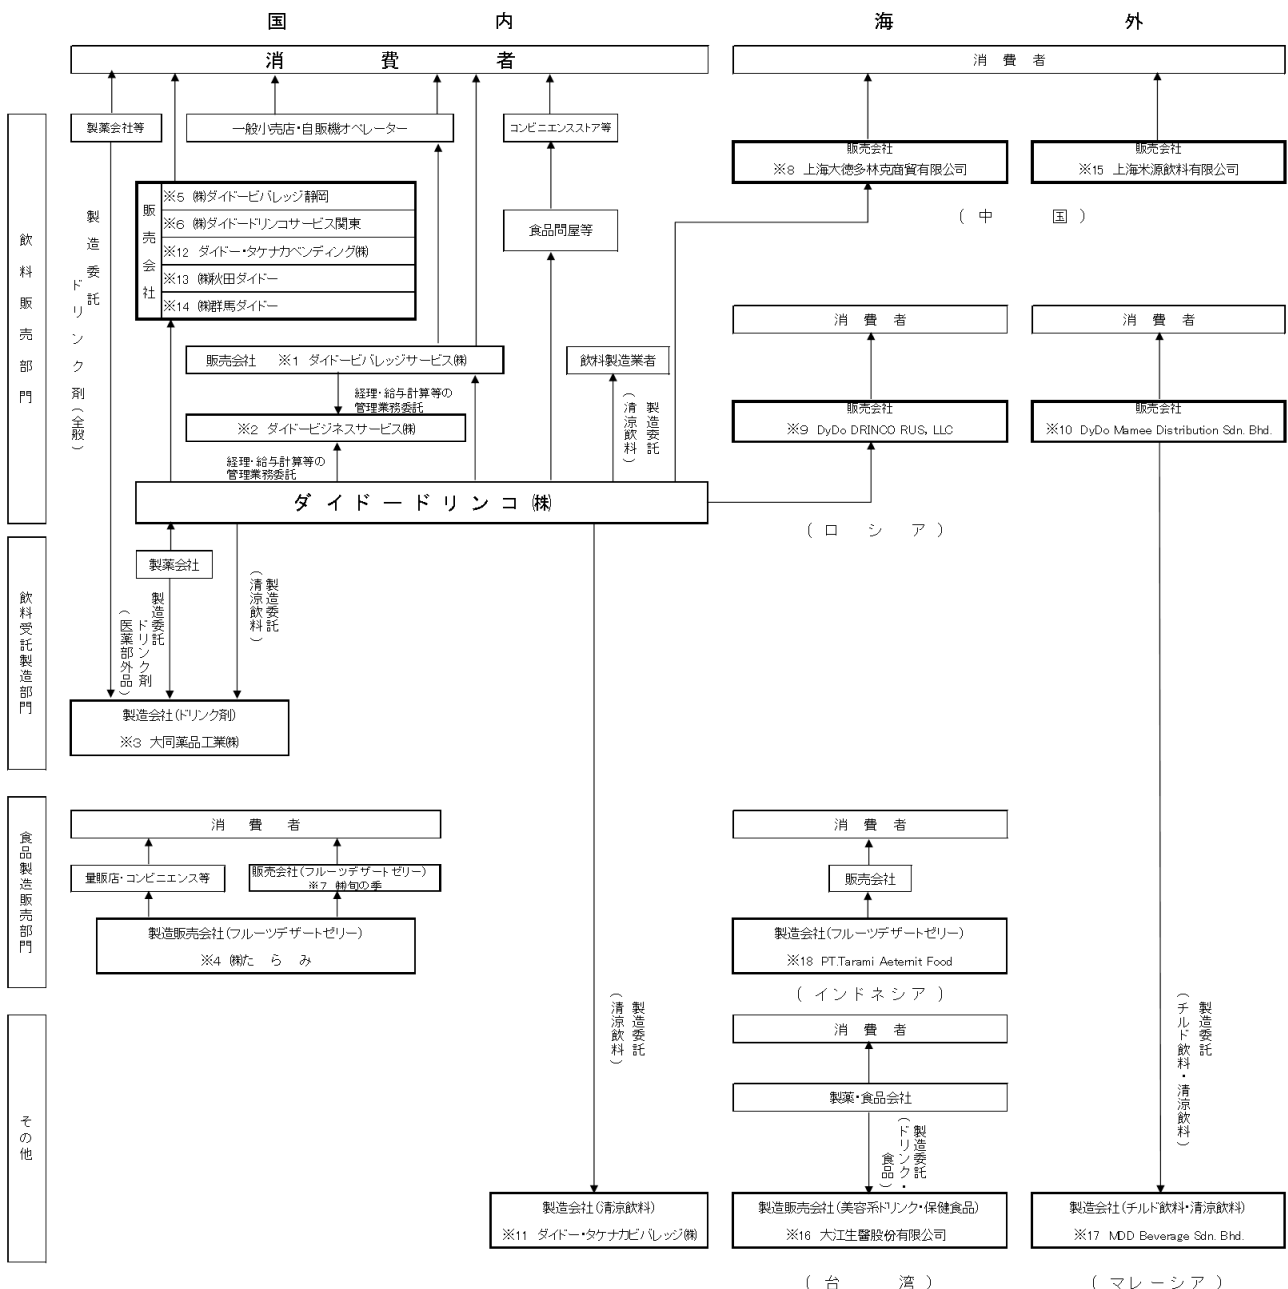 国内
海外
消費者
消費者
製薬会社等
一般小売店・自販機オペレーター
コンビニエンスストア等
販売会社
※8 上海大徳多林克商貿有限公司
販売会社
※15 上海米源飲料有限公司
(中国)
飲料販売部門
製造委託
ドリンク剤(全般)
販売会社
※5 ㈱ダイドービバレッジ静岡
※6 ㈱ダイドードリンコサービス関東
※12 ダイドー・タケナカベンディング㈱
※13 ㈱秋田ダイドー
※14 ㈱群馬ダイドー
食品問屋等
消費者
消費者
販売会社 ※1 ダイドービバレッジサービス㈱
飲料製造業者
経理・給与計算等の
管理業務委託
製造委託
(清涼飲料)
※2 ダイドービジネスサービス㈱
販売会社
※9 DyDo DRINCO RUS, LLC
販売会社
※10 DyDo Mamee Distribution Sdn. Bhd.
経理・給与計算等の
管理業務委託
ダイドードリンコ㈱
(ロシア)
飲料受託製造部門
製薬会社
製造委託
ドリンク剤
(医薬部外品)
製造委託
(清涼飲料)
製造会社(ドリンク剤)
※3 大同薬品工業㈱
食品製造販売部門
消費者
消費者
量販店・コンビニエンス等
販売会社(フルーツデザートゼリー)
※7 ㈱旬の季
販売会社
製造販売会社(フルーツデザートゼリー)
※4 ㈱たらみ
製造会社(フルーツデザートゼリー)
※18 PT.Tarami Aeternit Food
(インドネシア)
製造委託
(清涼飲料)
製造委託
(チルド飲料・清涼飲料)
その他
消費者
製薬・食品会社
製造委託
(ドリンク・
食品)
製造会社(清涼飲料)
※11 ダイドー・タケナカビバレッジ㈱
製造販売会社(美容系ドリンク・保健食品)
※16 大江生醫股份有限公司
製造会社(チルド飲料・清涼飲料)
※17 MDD Beverage Sdn. Bhd.
(台湾)
(マレーシア)